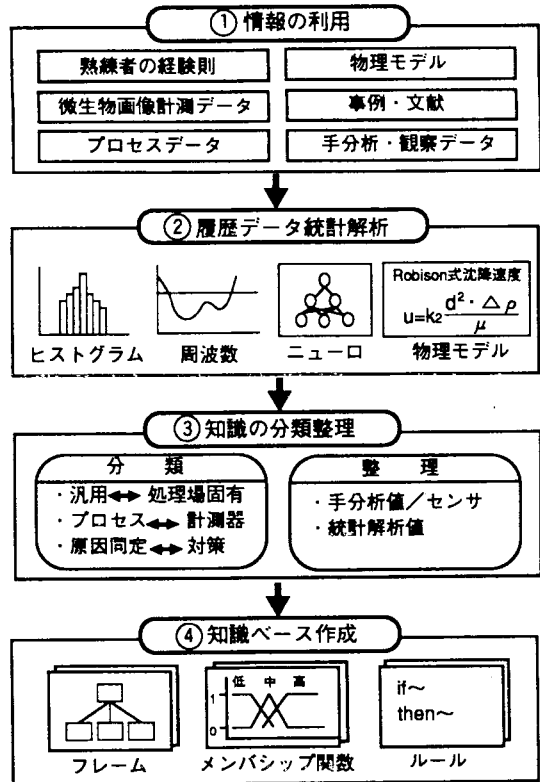 ①情報の利用
熟練者の経験則
物理モデル
微生物画像計測データ
事例・文献
プロセスデータ
手分析・観察データ
②履歴データ統計解析
Robison式沈降速度
u=k₂ d²・△ρ/μ
ヒストグラム
周波数
ニューロ
物理モデル
③知識の分類整理
分 類
・汎用↔処理場固有
・プロセス↔計測器
・原因同定↔対策
整 理
・手分析値／センサ
・統計解析値
④知識ベース作成
低 中 高
1
0
if～
then～
フレーム
メンバシップ関数
ルール